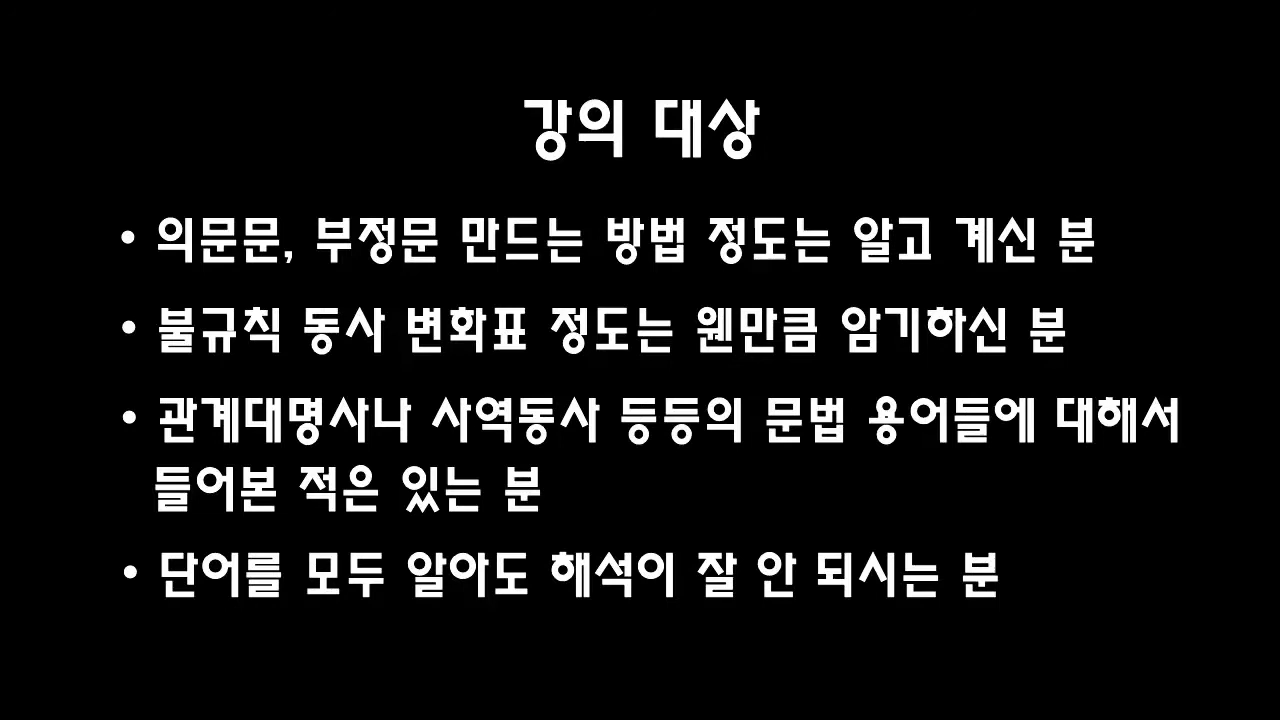 강의 대상
• 의문문, 부정문 만드는 방법 정도는 알고 계신 분
• 불규칙 동사 변화표 정도는 웬만큼 암기하신 분
• 관계대명사나 사역동사 등등의 문법 용어들에 대해서
들어본 적은 있는 분
• 단어를 모두 알아도 해석이 잘 안 되시는 분